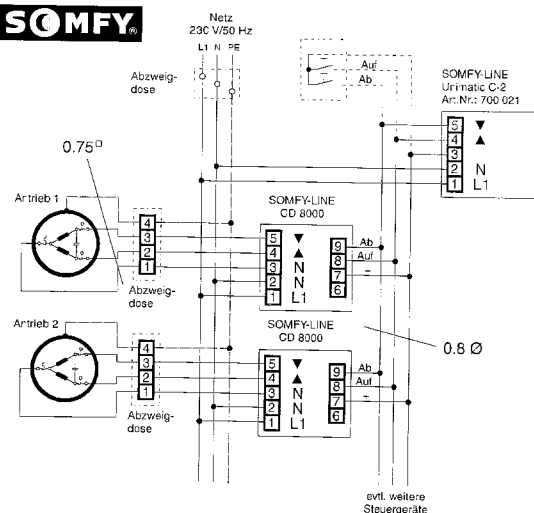 SOMFY®
Netz
230 V/50 Hz
L1 N PE
Abzweig-
dose
Auf
Ab
SOMFY-LINE
Unimatic C-2
Art.Nr.: 700 021
5 ▼
4 ▲
3
2 N
1 L1
0.75□
Antrieb 1
4
3
2
1
Abzweig-
dose
SOMFY-LINE
CD 8000
5 ▼
4 ▲
3 N
2 N
1 L1
9 Ab
8 Auf
7
6
Antrieb 2
4
3
2
1
Abzweig-
dose
SOMFY-LINE
CD 8000
5 ▼
4 ▲
3 N
2 N
1 L1
9 Ab
8 Auf
7
6
0.8 Ø
evtl. weitere
Steuergeräte